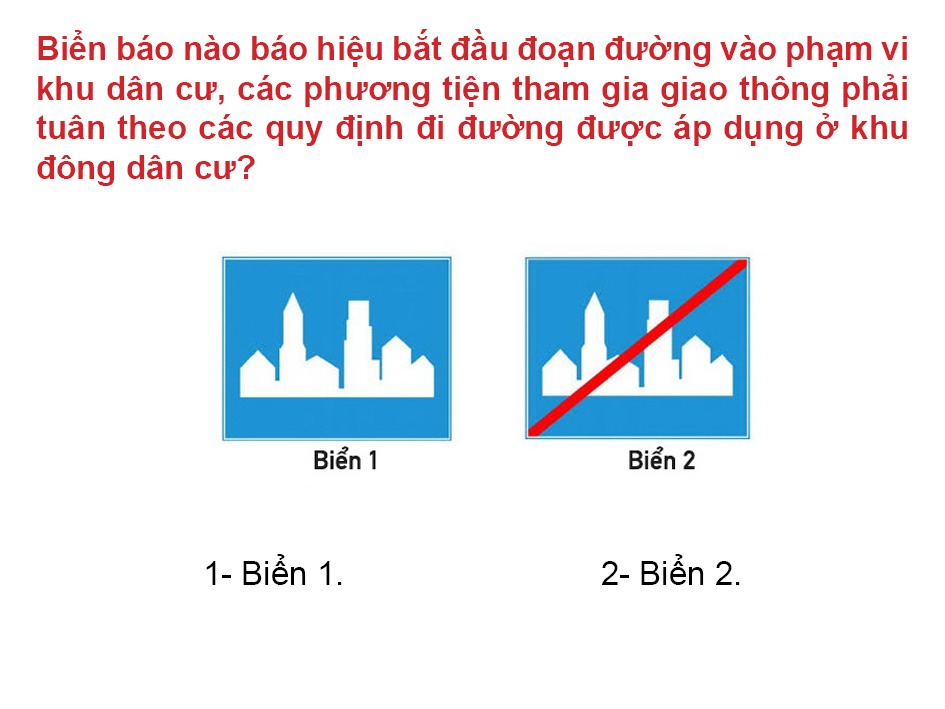 Biển báo nào báo hiệu bắt đầu đoạn đường vào phạm vi
khu dân cư, các phương tiện tham gia giao thông phải
tuân theo các quy định đi đường được áp dụng ở khu
đông dân cư?
Biển 1
Biển 2
1- Biển 1.
2- Biển 2.